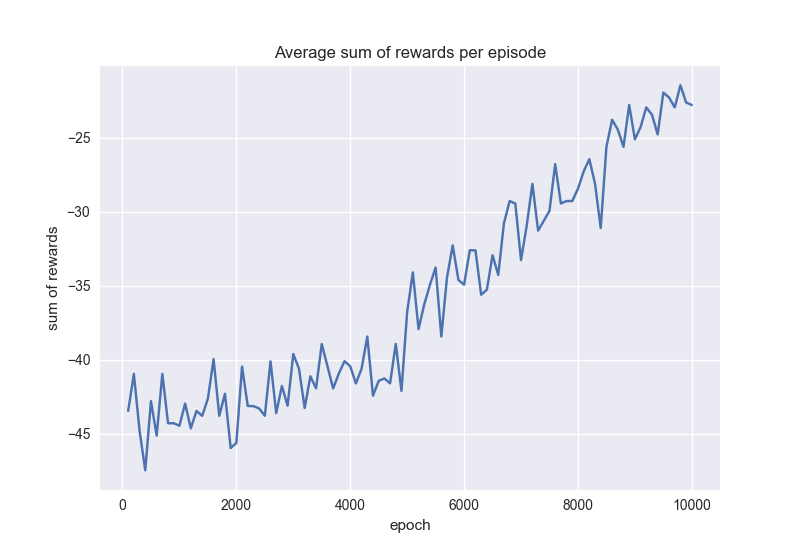 Average sum of rewards per episode
sum of rewards
−25
−30
−35
−40
−45
0 2000 4000 6000 8000 10000
epoch